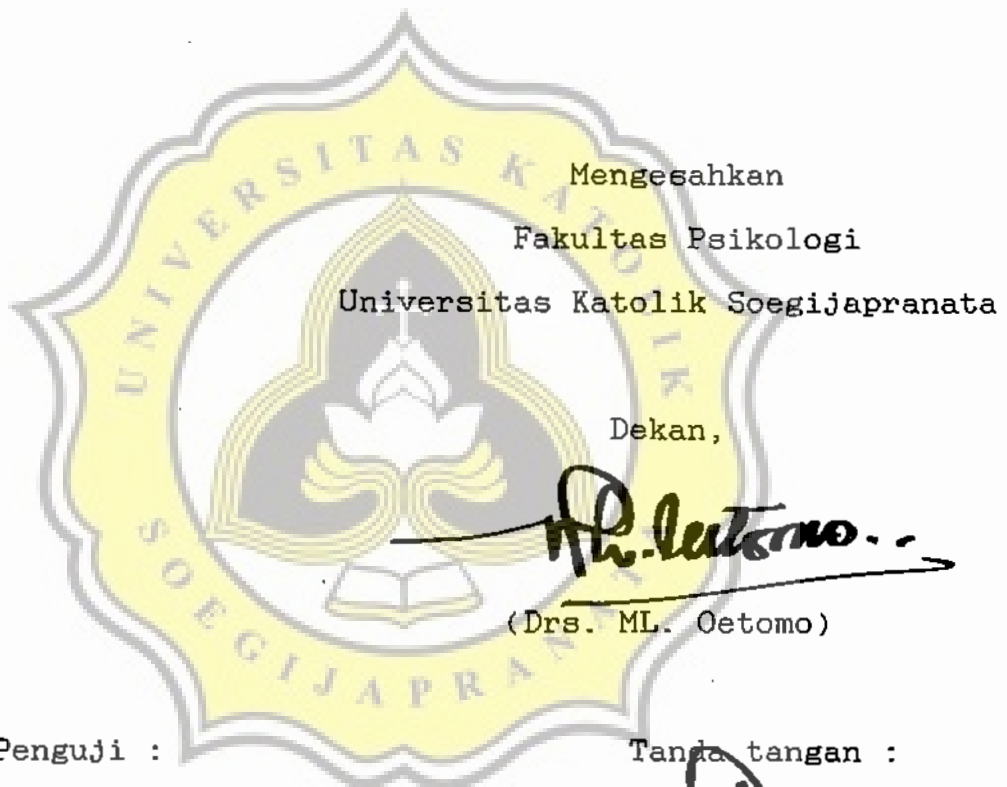 UNIVERSITAS KATOLIK
SOEGIJAPRANATA
Mengesahkan
Fakultas Psikologi
Universitas Katolik Soegijapranata
Dekan,
(Drs. ML. Oetomo)
Penguji : Tanda tangan :